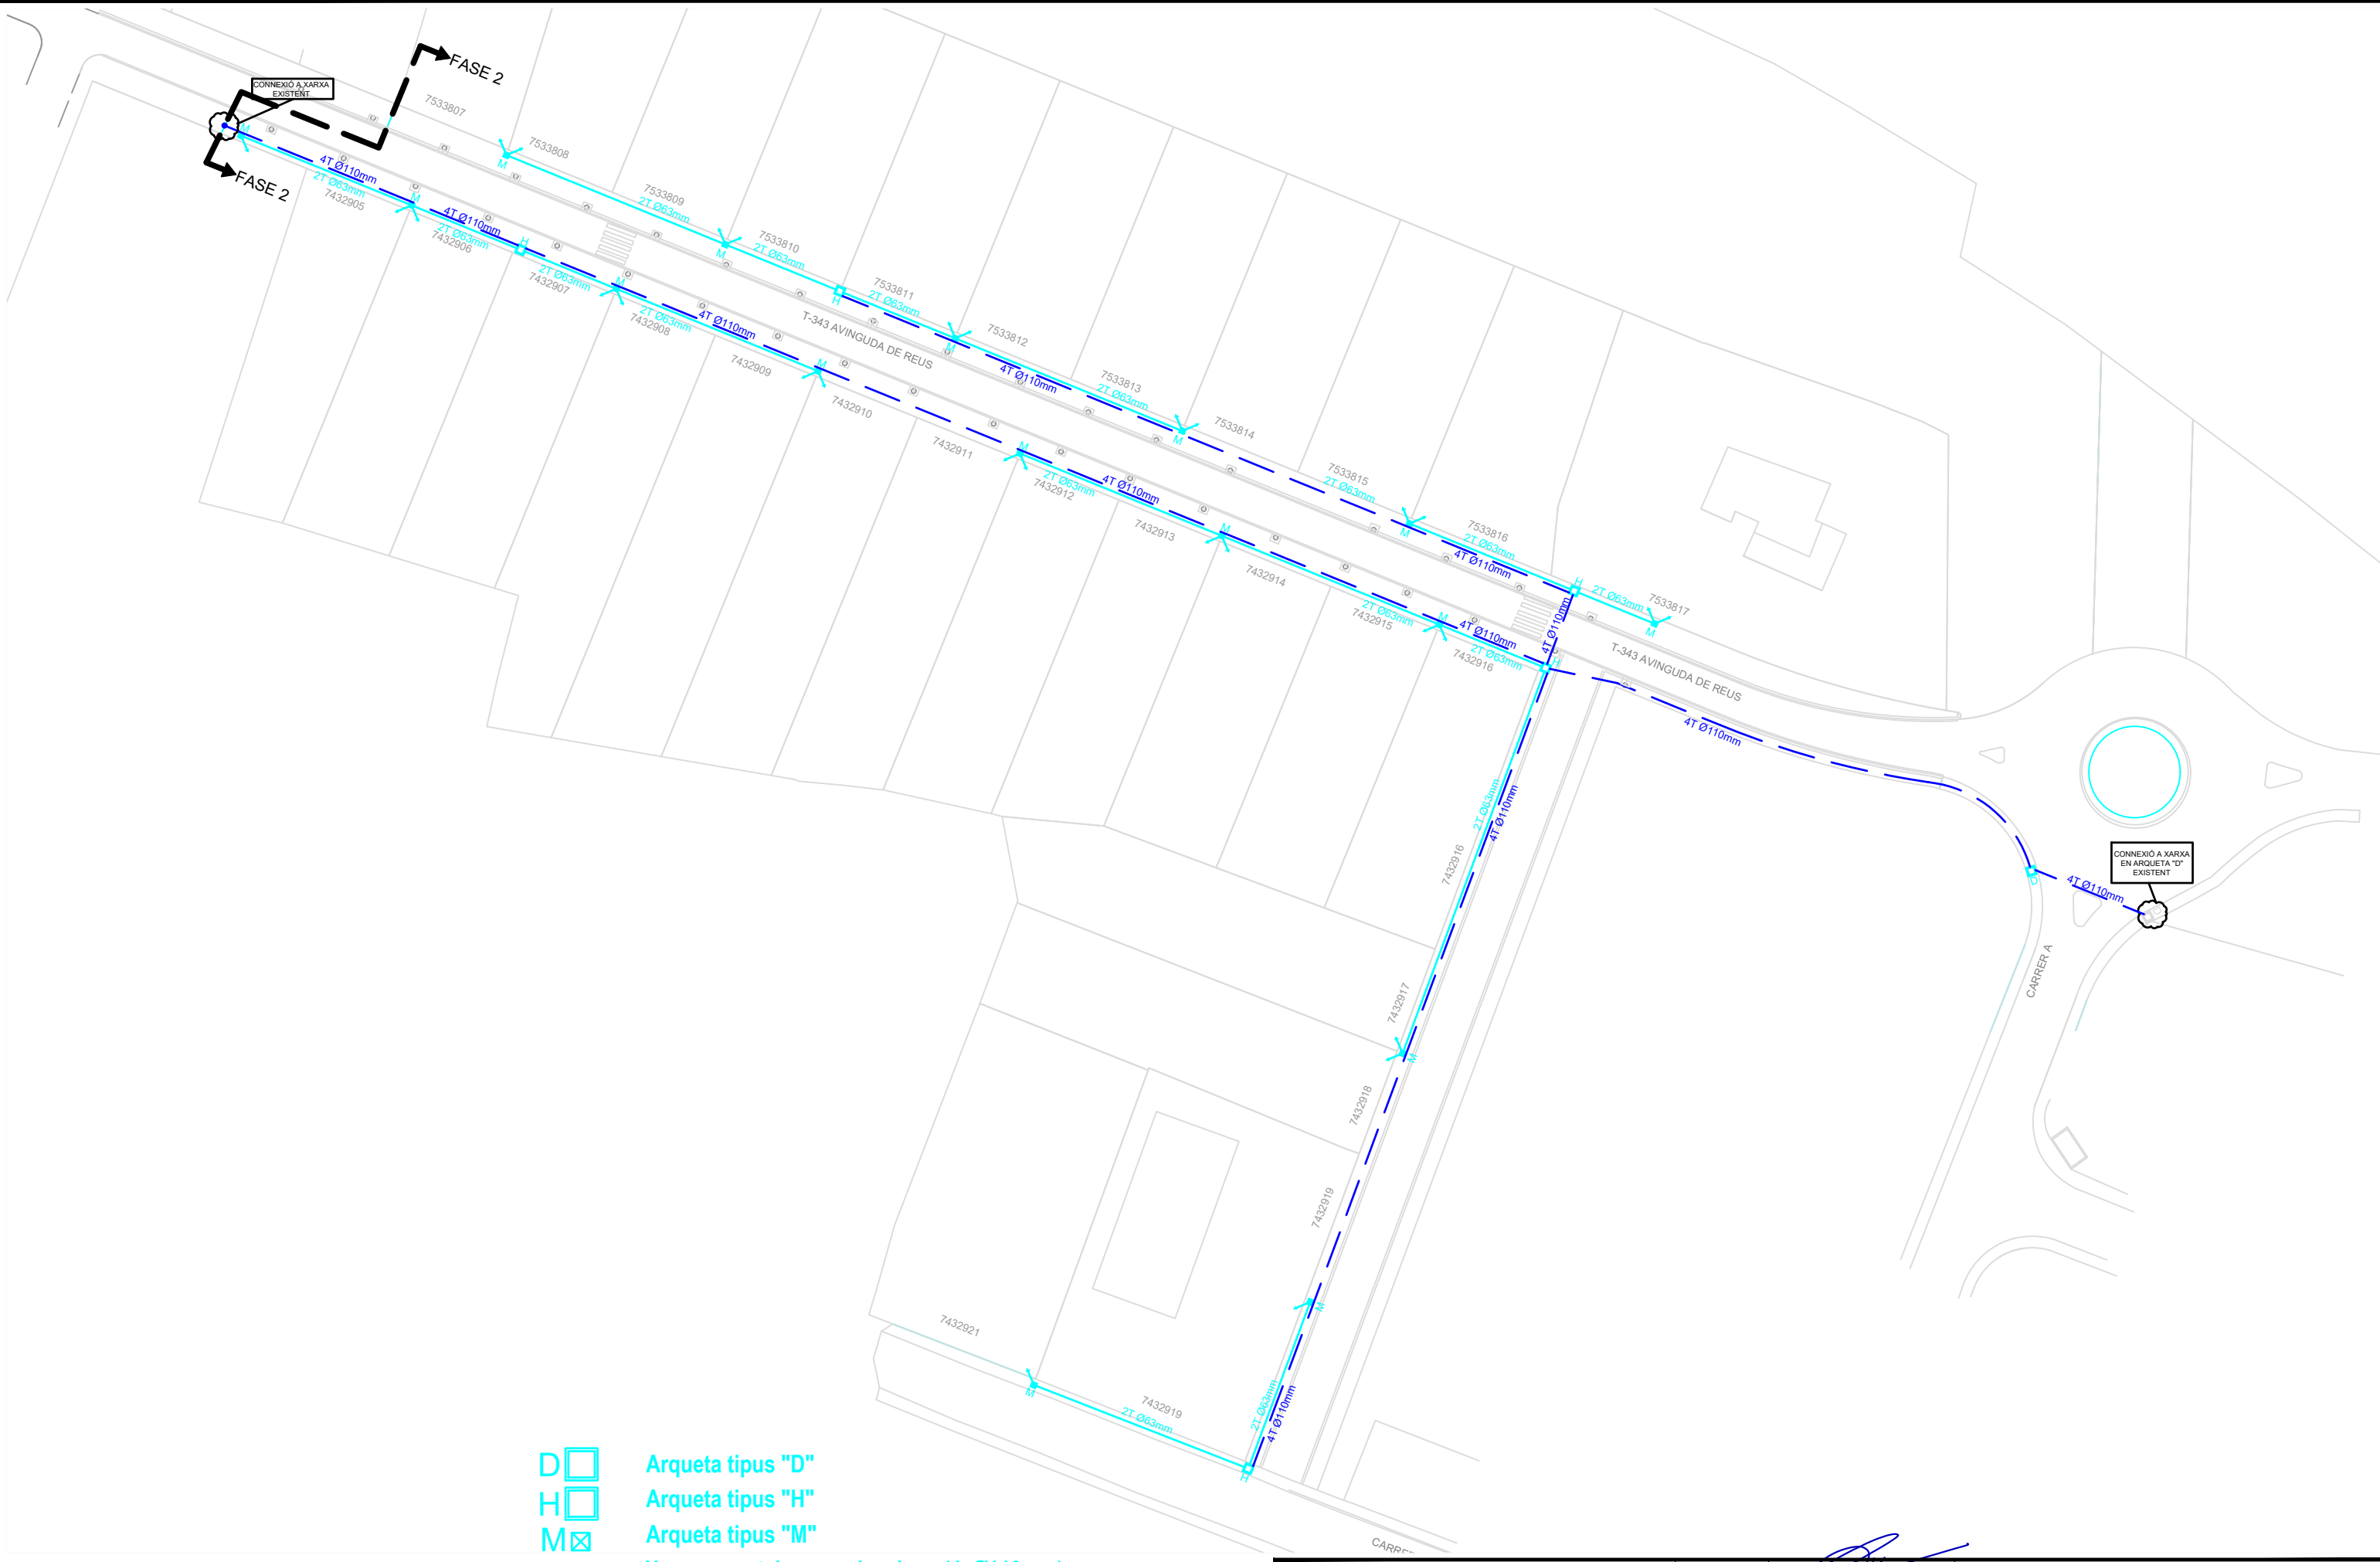 FASE 2
CONNEXIÓ A XARXA
EXISTENT
FASE 2
7533807
7533808
M
7533809
2T Ø63mm
M
7533810
2T Ø63mm
H
7533811
2T Ø63mm
M
7533812
4T Ø110mm
7533813
2T Ø63mm
M
7533814
7533815
2T Ø63mm
M
7533816
2T Ø63mm
4T Ø110mm
H
2T Ø63mm
7533817
M
4T Ø110mm
T-343 AVINGUDA DE REUS
T-343 AVINGUDA DE REUS
M
4T Ø110mm
2T Ø63mm
7432905
M
4T Ø110mm
2T Ø63mm
7432906
H
2T Ø63mm
7432907
M
2T Ø63mm
7432908
4T Ø110mm
7432909
M
7432910
7432911
M
2T Ø63mm
7432912
4T Ø110mm
7432913
M
7432914
2T Ø63mm
7432915
M
4T Ø110mm
2T Ø63mm
7432916
H
4T Ø110mm
D
4T Ø110mm
CONNEXIÓ A XARXA
EN ARQUETA "D"
EXISTENT
CARRER A
2T Ø63mm
4T Ø110mm
7432916
7432917
M
7432918
7432919
M
2T Ø63mm
4T Ø110mm
H
7432921
M
7432919
2T Ø63mm
D Arqueta tipus "D"
H Arqueta tipus "H"
M Arqueta tipus "M"